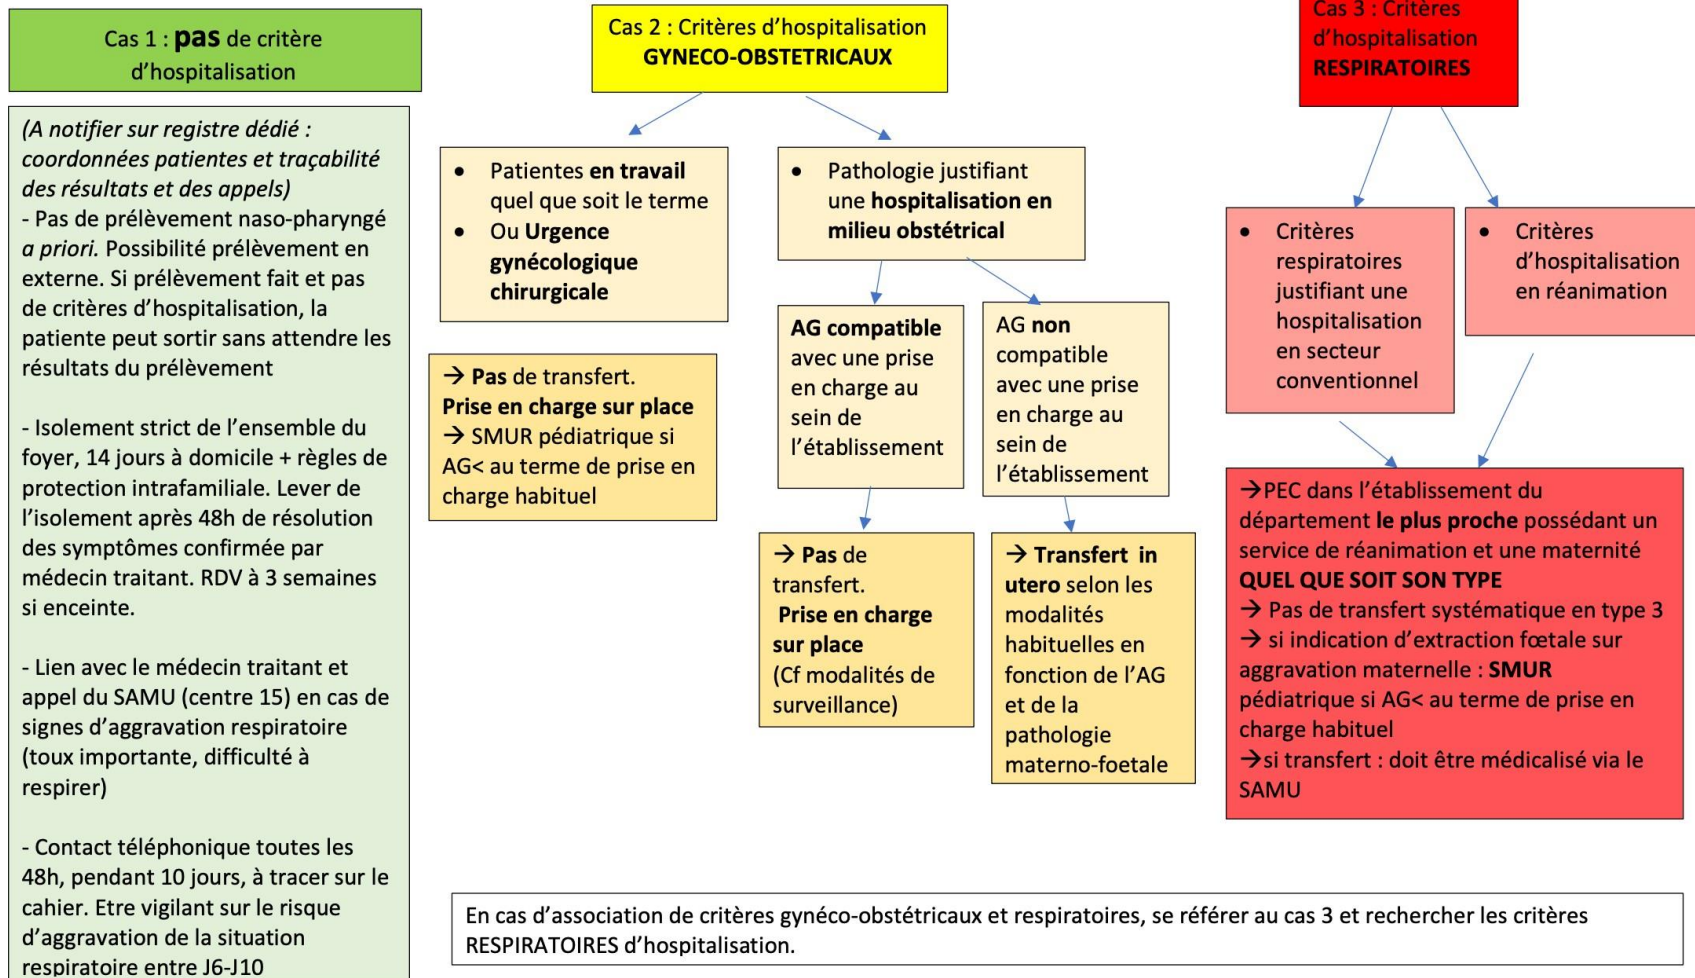 Cas 1 : pas de critère
d’hospitalisation
(A notifier sur registre dédié :
coordonnées patientes et traçabilité
des résultats et des appels)
- Pas de prélèvement naso-pharyngé
a priori. Possibilité prélèvement en
externe. Si prélèvement fait et pas
de critères d’hospitalisation, la
patiente peut sortir sans attendre les
résultats du prélèvement
- Isolement strict de l’ensemble du
foyer, 14 jours à domicile + règles de
protection intrafamiliale. Lever de
l’isolement après 48h de résolution
des symptômes confirmée par
médecin traitant. RDV à 3 semaines
si enceinte.
- Lien avec le médecin traitant et
appel du SAMU (centre 15) en cas de
signes d’aggravation respiratoire
(toux importante, difficulté à
respirer)
- Contact téléphonique toutes les
48h, pendant 10 jours, à tracer sur le
cahier. Etre vigilant sur le risque
d’aggravation de la situation
respiratoire entre J6-J10
Cas 2 : Critères d’hospitalisation
GYNECO-OBSTETRICAUX
• Patientes en travail
quel que soit le terme
• Ou Urgence
gynécologique
chirurgicale
→ Pas de transfert.
Prise en charge sur place
→ SMUR pédiatrique si
AG< au terme de prise en
charge habituel
• Pathologie justifiant
une hospitalisation en
milieu obstétrical
AG compatible
avec une prise
en charge au
sein de
l’établissement
→ Pas de
transfert.
Prise en charge
sur place
(Cf modalités de
surveillance)
AG non
compatible
avec une prise
en charge au
sein de
l’établissement
→ Transfert in
utero selon les
modalités
habituelles en
fonction de l’AG
et de la
pathologie
materno-foetale
Cas 3 : Critères
d’hospitalisation
RESPIRATOIRES
• Critères
respiratoires
justifiant une
hospitalisation
en secteur
conventionnel
• Critères
d’hospitalisation
en réanimation
→PEC dans l’établissement du
département le plus proche possédant un
service de réanimation et une maternité
QUEL QUE SOIT SON TYPE
→ Pas de transfert systématique en type 3
→ si indication d’extraction fœtale sur
aggravation maternelle : SMUR
pédiatrique si AG< au terme de prise en
charge habituel
→si transfert : doit être médicalisé via le
SAMU
En cas d’association de critères gynéco-obstétricaux et respiratoires, se référer au cas 3 et rechercher les critères
RESPIRATOIRES d’hospitalisation.